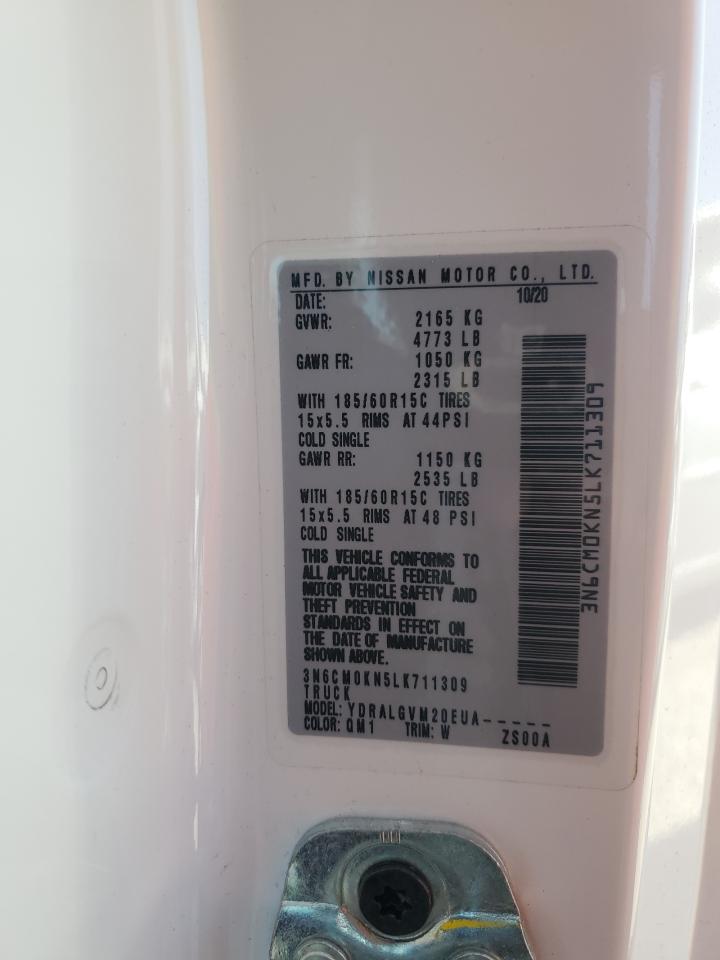 MFD. BY NISSAN MOTOR CO., LTD.
DATE: 10/20
GVWR: 2165 KG
4773 LB
GAWR FR: 1050 KG
2315 LB
WITH 185/60R15C TIRES
15x5.5 RIMS AT 44PSI
COLD SINGLE
GAWR RR: 1150 KG
2535 LB
WITH 185/60R15C TIRES
15x5.5 RIMS AT 48 PSI
COLD SINGLE
THIS VEHICLE CONFORMS TO
ALL APPLICABLE FEDERAL
MOTOR VEHICLE SAFETY AND
THEFT PREVENTION
STANDARDS IN EFFECT ON
THE DATE OF MANUFACTURE
SHOWN ABOVE.
3N6CM0KN5LK711309
TRUCK
MODEL: YDRALGVM20EUA-----
COLOR: QM1 TRIM: W ZS00A
3N6CM0KN5LK711309